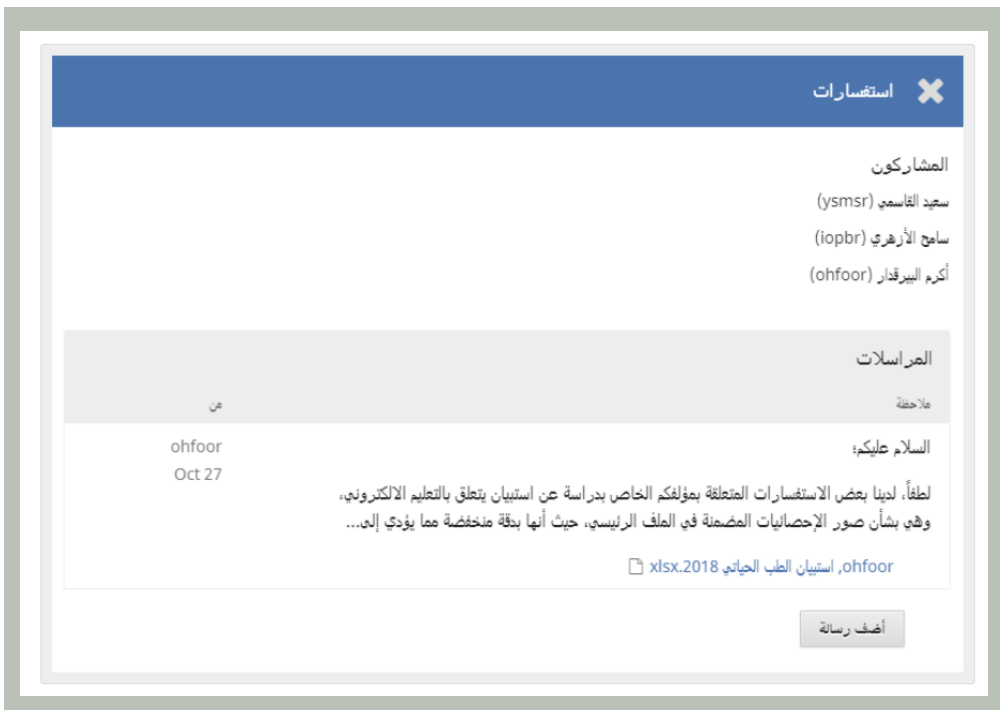 استفسارات
المشاركون
سعيد القاسمي (ysmsr)
سامح الأزهري (iopbr)
أكرم البيرقدار (ohfoor)
المراسلات
ملاحظة
من
السلام عليكم؛
ohfoor
Oct 27
لطفاً، لدينا بعض الاستفسارات المتعلقة بمؤلفكم الخاص بدراسة عن استبيان يتعلق بالتعليم الالكتروني،
وهي بشأن صور الإحصائيات المضمنة في الملف الرئيسي، حيث أنها بدقة منخفضة مما يؤدي إلى...
ohfoor, استبيان الطب الحياتي 2018.xlsx
أضف رسالة